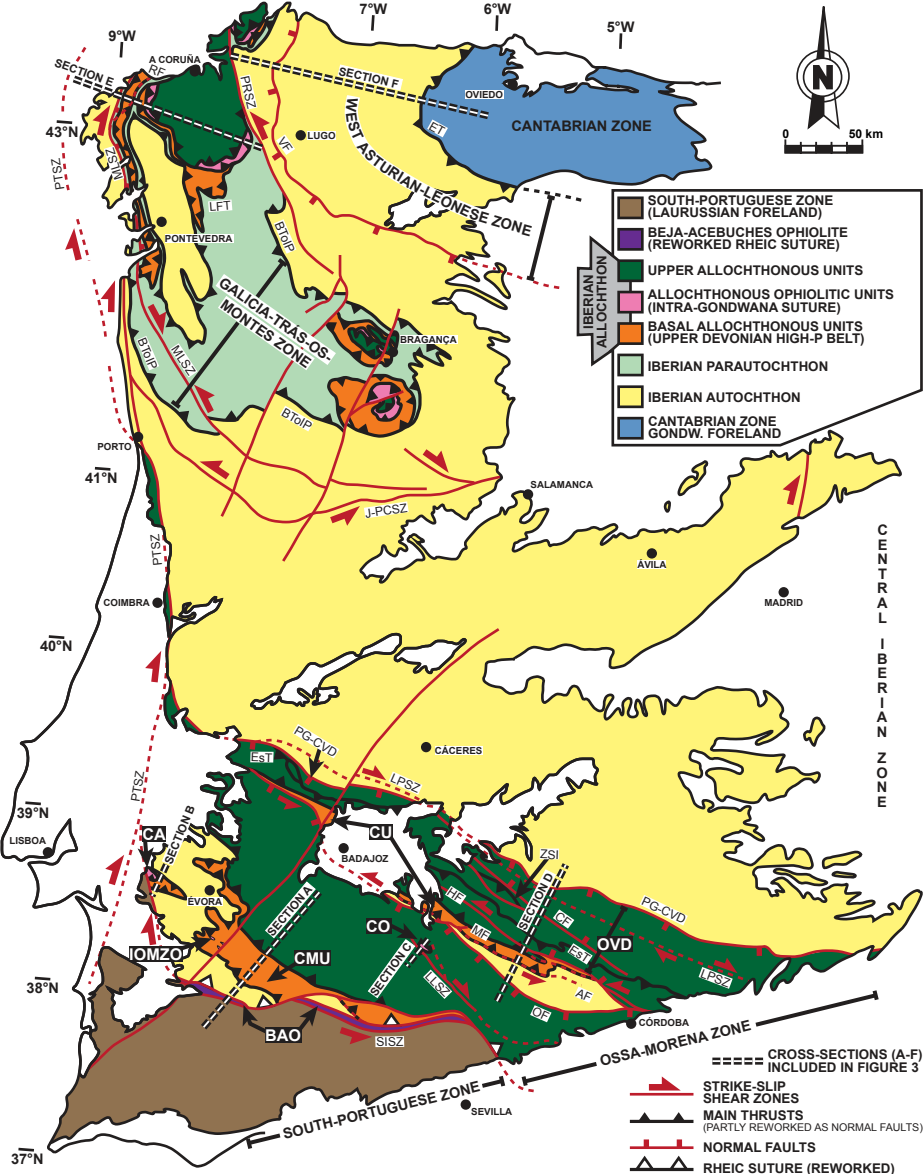 9°W
7°W
6°W
5°W
A CORUÑA
RF
SECTION E
SECTION F
OVIEDO
N
CANTABRIAN ZONE
0
50 km
43°N
PRSZ
VF
LUGO
ET
WEST ASTURIAN-LEONESE ZONE
PTSZ
MLSZ
LFT
PONTEVEDRA
BToIP
GALICIA-TRÁS-OS-
MONTES ZONE
BRAGANÇA
BToIP
MLSZ
BToIP
IBERIAN
ALLOCHTHON
SOUTH-PORTUGUESE ZONE
(LAURUSSIAN FORELAND)
BEJA-ACEBUCHES OPHIOLITE
(REWORKED RHEIC SUTURE)
UPPER ALLOCHTHONOUS UNITS
ALLOCHTHONOUS OPHIOLITIC UNITS
(INTRA-GONDWANA SUTURE)
BASAL ALLOCHTHONOUS UNITS
(UPPER DEVONIAN HIGH-P BELT)
IBERIAN PARAUTOCHTHON
IBERIAN AUTOCHTHON
CANTABRIAN ZONE
GONDW. FORELAND
PORTO
41°N
J-PCSZ
SALAMANCA
PTSZ
ÁVILA
COIMBRA
MADRID
CENTRAL IBERIAN ZONE
40°N
PG-CVD
CÁCERES
EsT
LPSZ
PTSZ
39°N
LISBOA
CA
SECTION B
CU
BADAJOZ
ZSI
ÉVORA
SECTION A
HF
CF
SECTION D
PG-CVD
CO
MF
EsT
OVD
IOMZO
CMU
SECTION C
LLSZ
LPSZ
AF
OF
38°N
BAO
SISZ
CÓRDOBA
OSSA-MORENA ZONE
SOUTH-PORTUGUESE ZONE
SEVILLA
37°N
CROSS-SECTIONS (A-F)
INCLUDED IN FIGURE 3
STRIKE-SLIP
SHEAR ZONES
MAIN THRUSTS
(PARTLY REWORKED AS NORMAL FAULTS)
NORMAL FAULTS
RHEIC SUTURE (REWORKED)